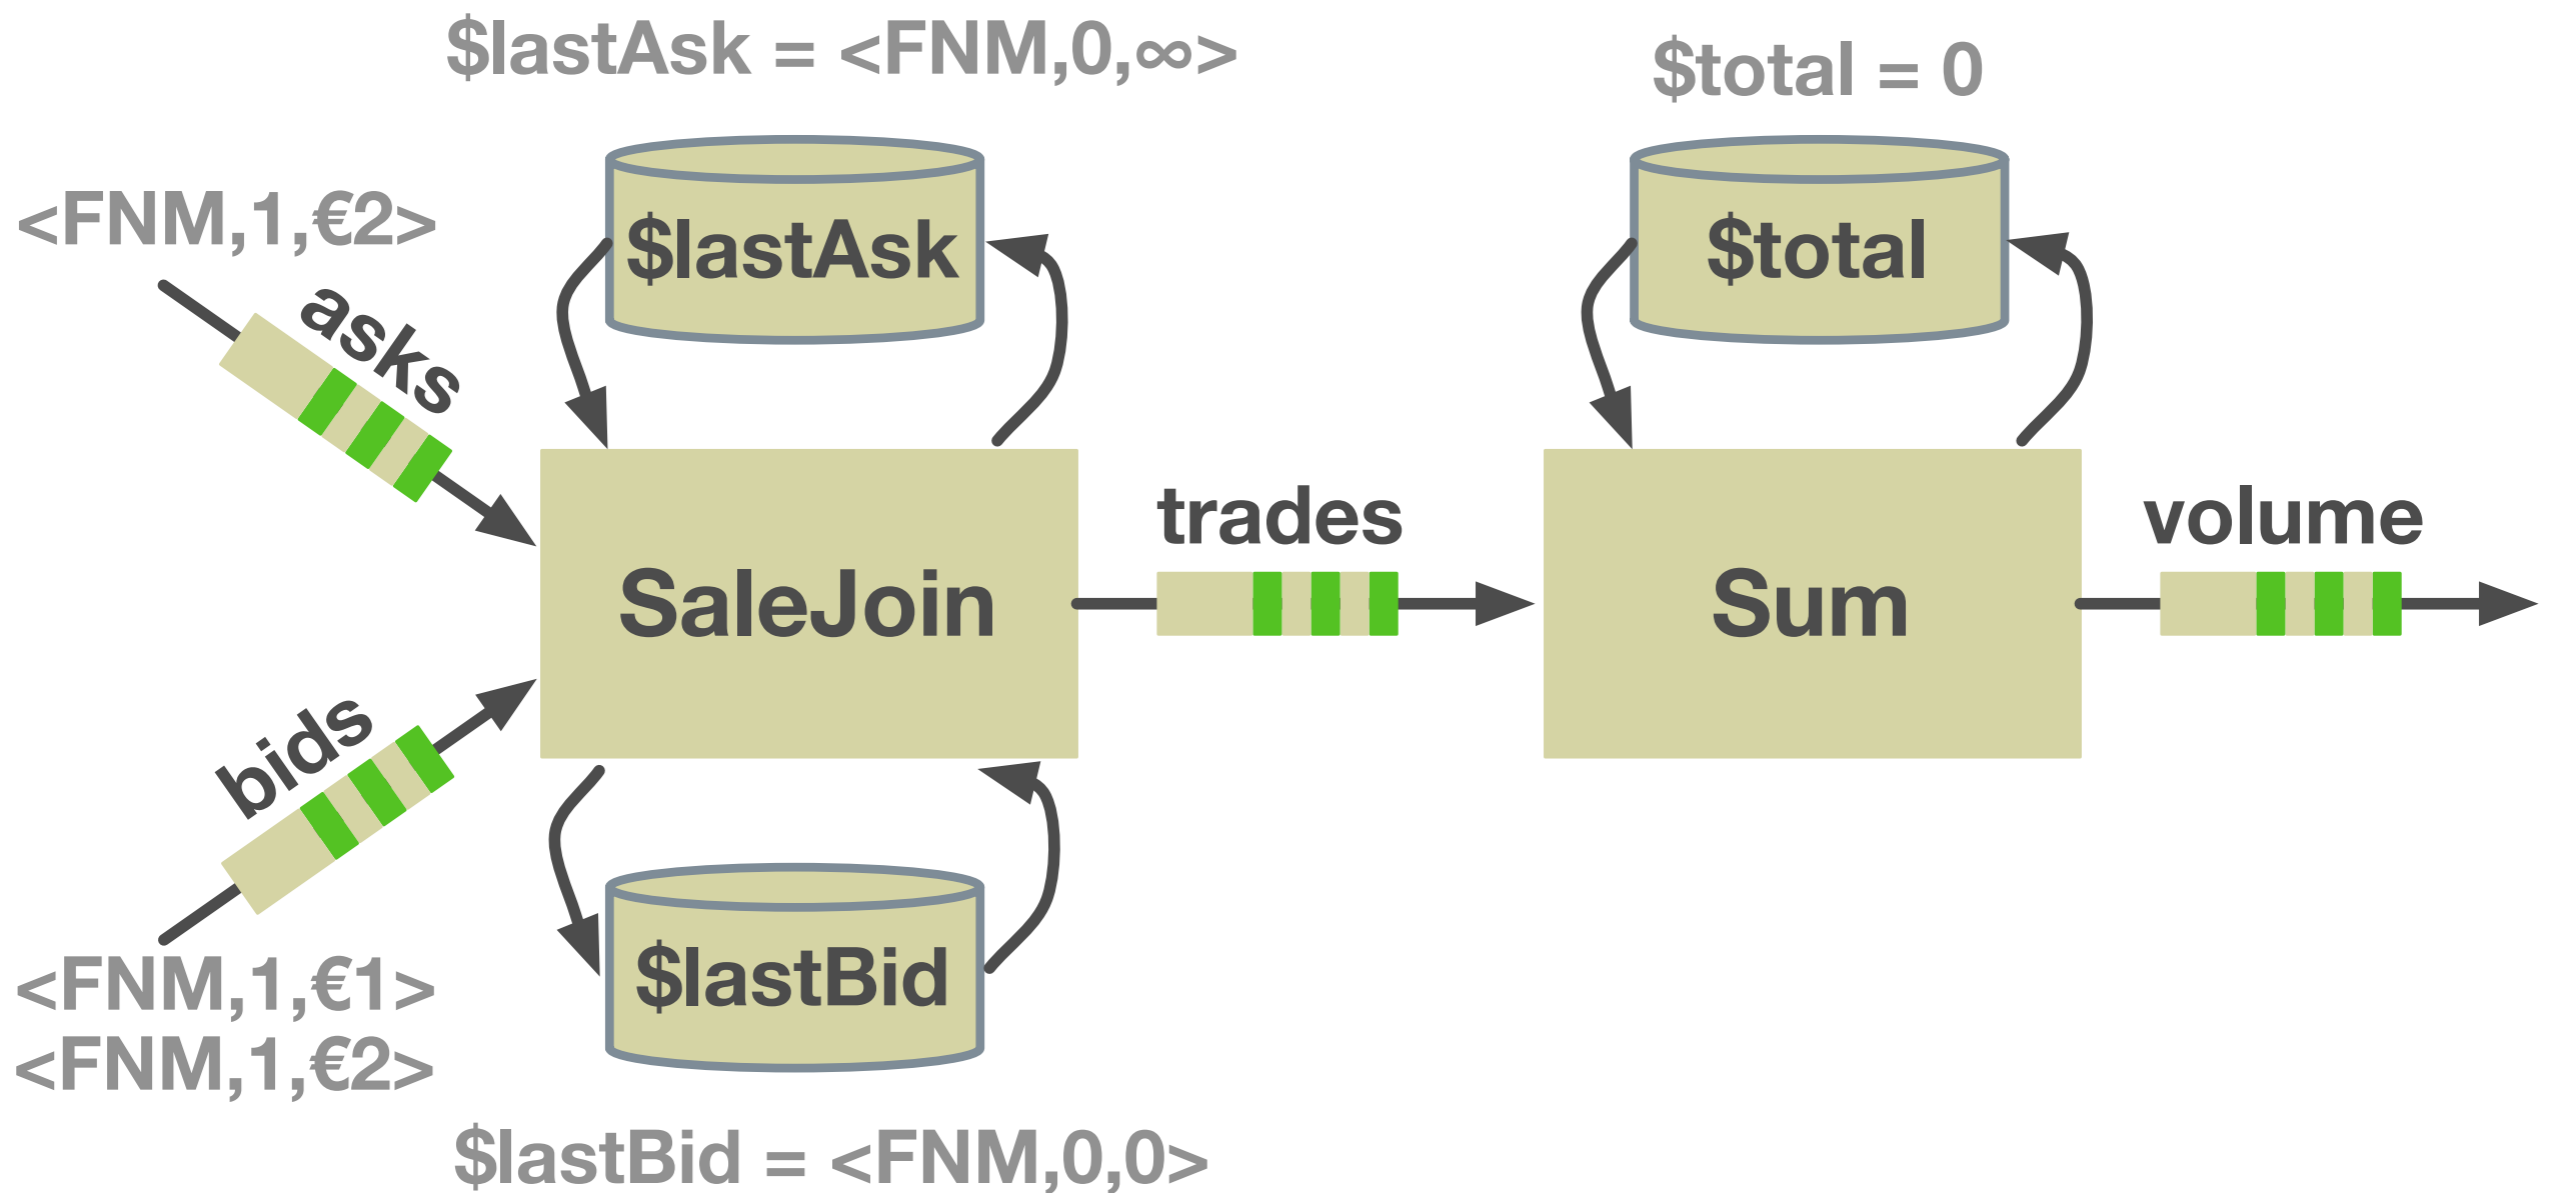 $lastAsk = <FNM,0,∞>
$total = 0
<FNM,1,€2>
$lastAsk
$total
asks
trades
volume
SaleJoin
Sum
bids
<FNM,1,€1>
<FNM,1,€2>
$lastBid
$lastBid = <FNM,0,0>